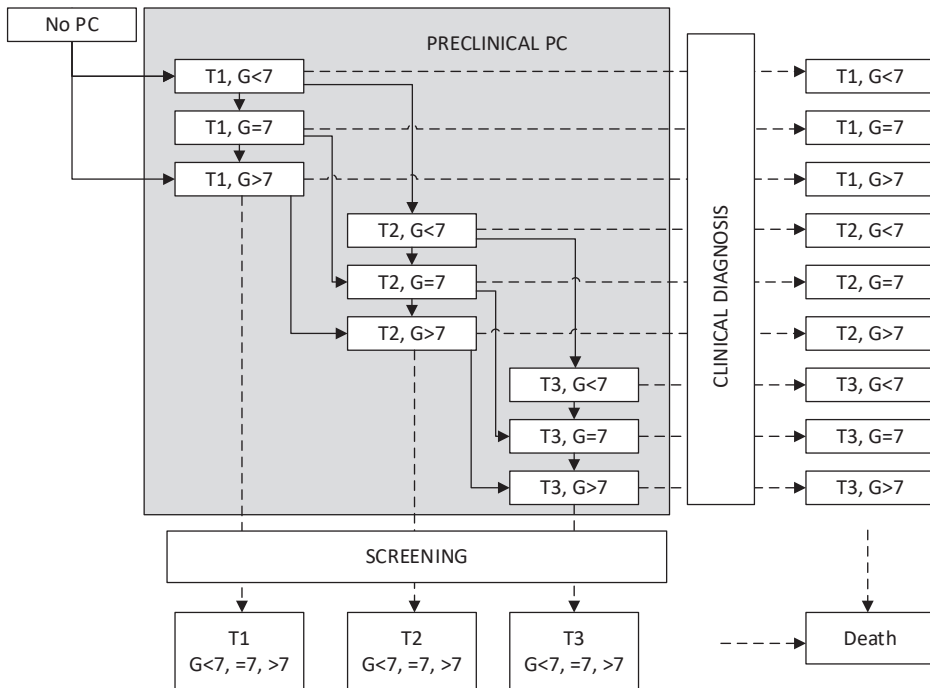 No PC
PRECLINICAL PC
T1, G<7
T1, G=7
T1, G>7
T2, G<7
T2, G=7
T2, G>7
T3, G<7
T3, G=7
T3, G>7
CLINICAL DIAGNOSIS
T1, G<7
T1, G=7
T1, G>7
T2, G<7
T2, G=7
T2, G>7
T3, G<7
T3, G=7
T3, G>7
SCREENING
T1
G<7, =7, >7
T2
G<7, =7, >7
T3
G<7, =7, >7
Death